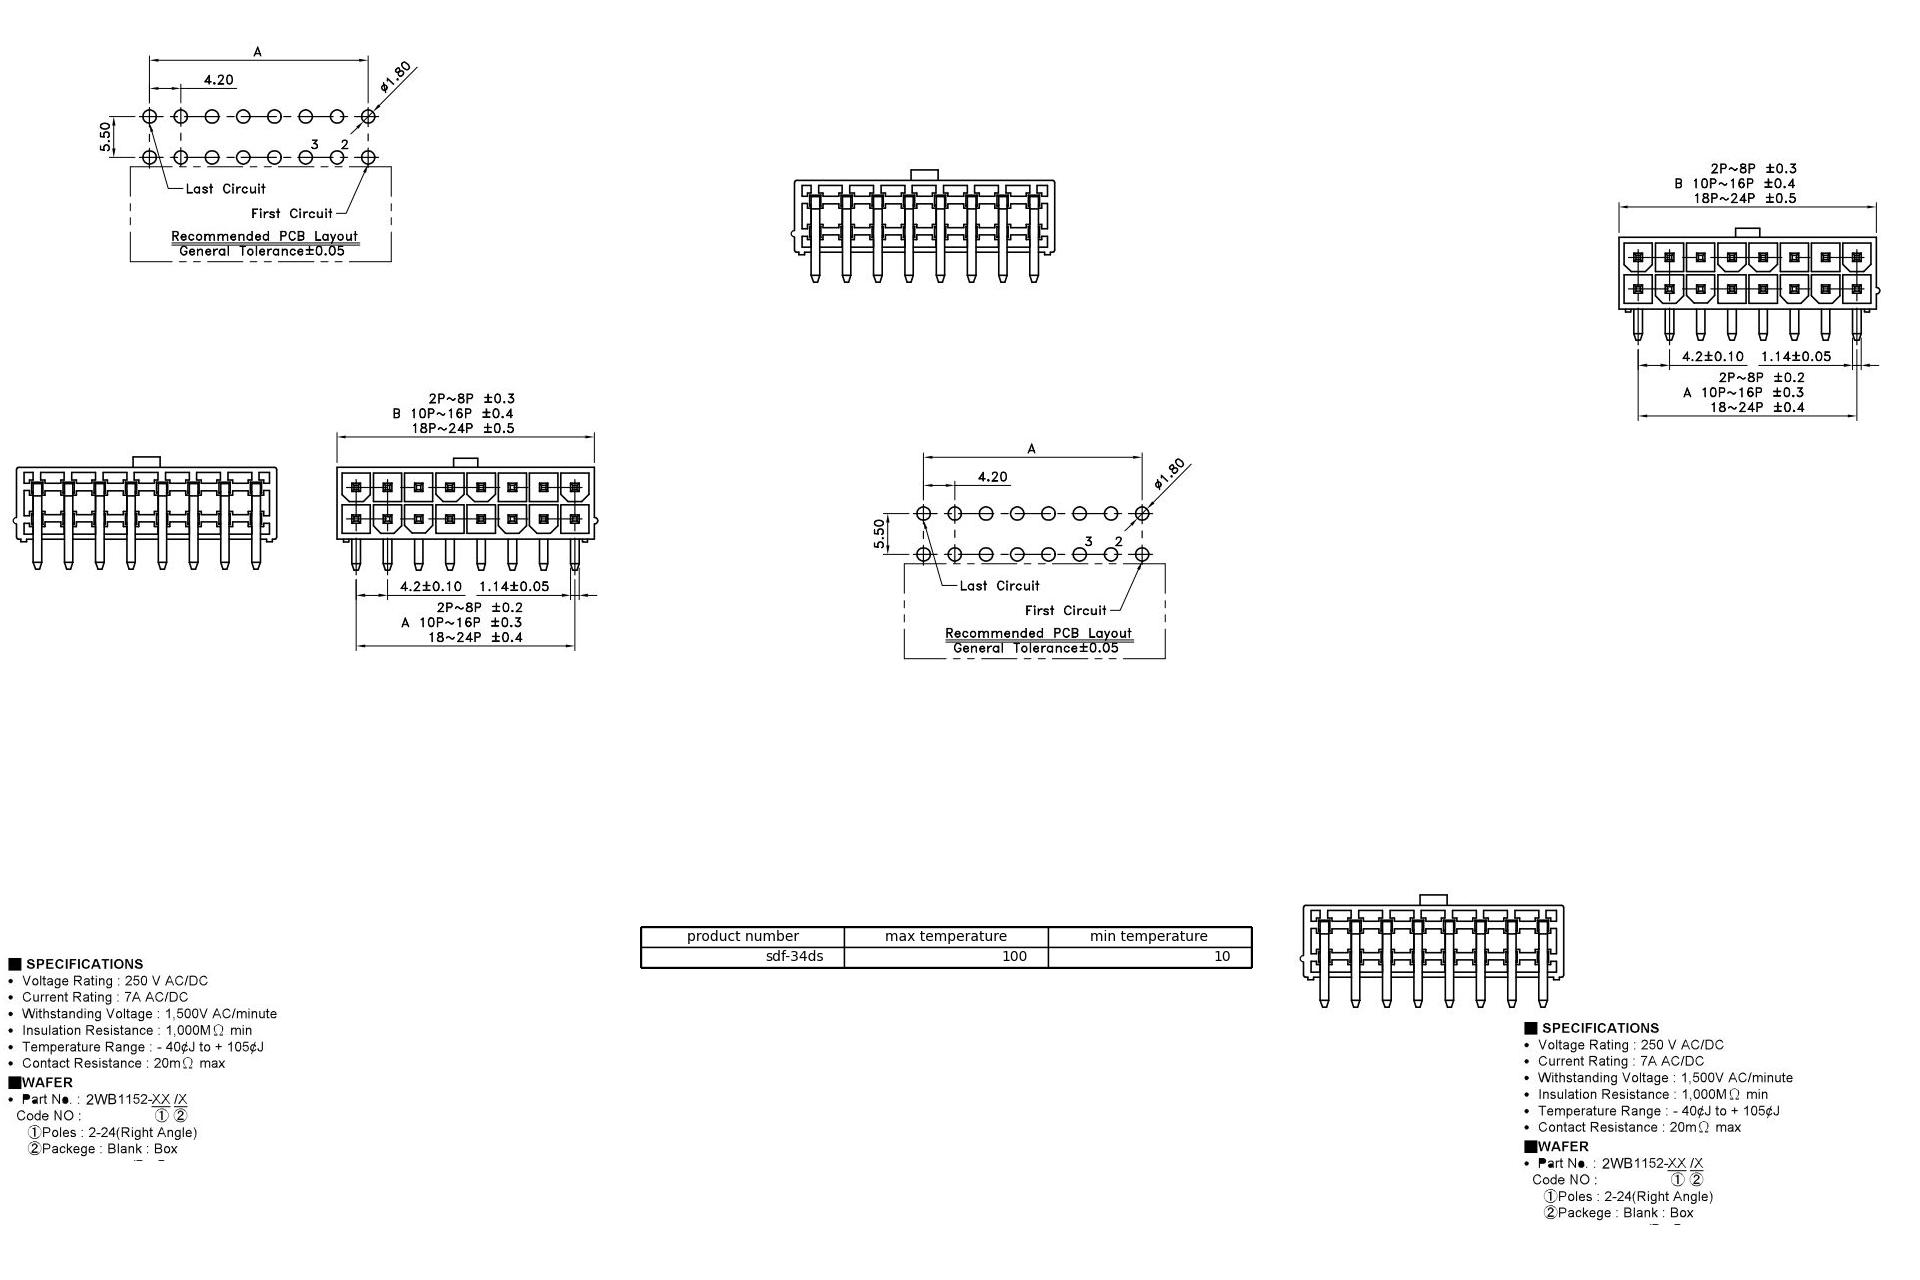 A
4.20
ø1.80
5.50
3 2
Last Circuit
First Circuit
Recommended PCB Layout
General Tolerance±0.05
2P~8P ±0.3
B 10P~16P ±0.4
18P~24P ±0.5
4.2±0.10 1.14±0.05
2P~8P ±0.2
A 10P~16P ±0.3
18~24P ±0.4
2P~8P ±0.3
B 10P~16P ±0.4
18P~24P ±0.5
4.2±0.10 1.14±0.05
2P~8P ±0.2
A 10P~16P ±0.3
18~24P ±0.4
A
4.20
ø1.80
5.50
3 2
Last Circuit
First Circuit
Recommended PCB Layout
General Tolerance±0.05
product number max temperature min temperature
sdf-34ds 100 10
■ SPECIFICATIONS
• Voltage Rating : 250 V AC/DC
• Current Rating : 7A AC/DC
• Withstanding Voltage : 1,500V AC/minute
• Insulation Resistance : 1,000MΩ min
• Temperature Range : - 40¢J to + 105¢J
• Contact Resistance : 20mΩ max
■WAFER
• Part No. : 2WB1152-XX /X
Code NO : ① ②
①Poles : 2-24(Right Angle)
②Packege : Blank : Box
■ SPECIFICATIONS
• Voltage Rating : 250 V AC/DC
• Current Rating : 7A AC/DC
• Withstanding Voltage : 1,500V AC/minute
• Insulation Resistance : 1,000MΩ min
• Temperature Range : - 40¢J to + 105¢J
• Contact Resistance : 20mΩ max
■WAFER
• Part No. : 2WB1152-XX /X
Code NO : ① ②
①Poles : 2-24(Right Angle)
②Packege : Blank : Box